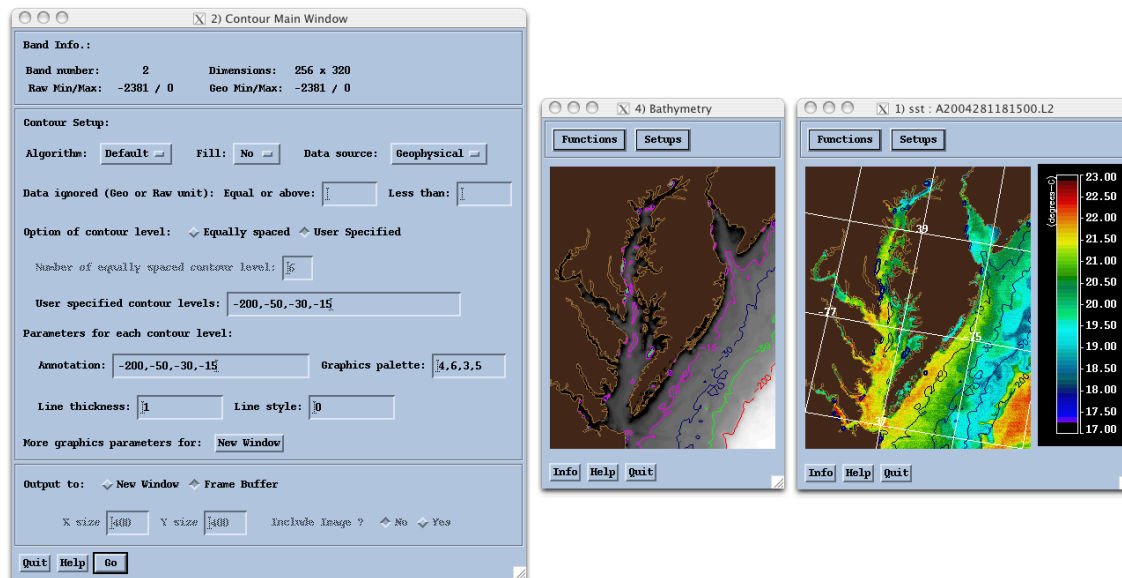 2) Contour Main Window
Band Info.:
Band number: 2 Dimensions: 256 x 320
Raw Min/Max: -2381 / 0 Geo Min/Max: -2381 / 0
Contour Setup:
Algorithm: Default Fill: No Data source: Geophysical
Data ignored (Geo or Raw unit): Equal or above: Less than:
Option of contour level: Equally spaced User Specified
Number of equally spaced contour level: 6
User specified contour levels: -200,-50,-30,-15
Parameters for each contour level:
Annotation: -200,-50,-30,-15 Graphics palette: 4,6,3,5
Line thickness: 1 Line style: 0
More graphics parameters for: New Window
Output to: New Window Frame Buffer
X size 400 Y size 400 Include Image ? No Yes
Quit Help Go
4) Bathymetry
Functions Setups
-15
-30
-50
-200
Info Help Quit
1) sst : A2004281181500.L2
Functions Setups
39
-77
-75
37
-30
-200
(degrees-C)
23.00
22.50
22.00
21.50
21.00
20.50
20.00
19.50
19.00
18.50
18.00
17.50
17.00
Info Help Quit